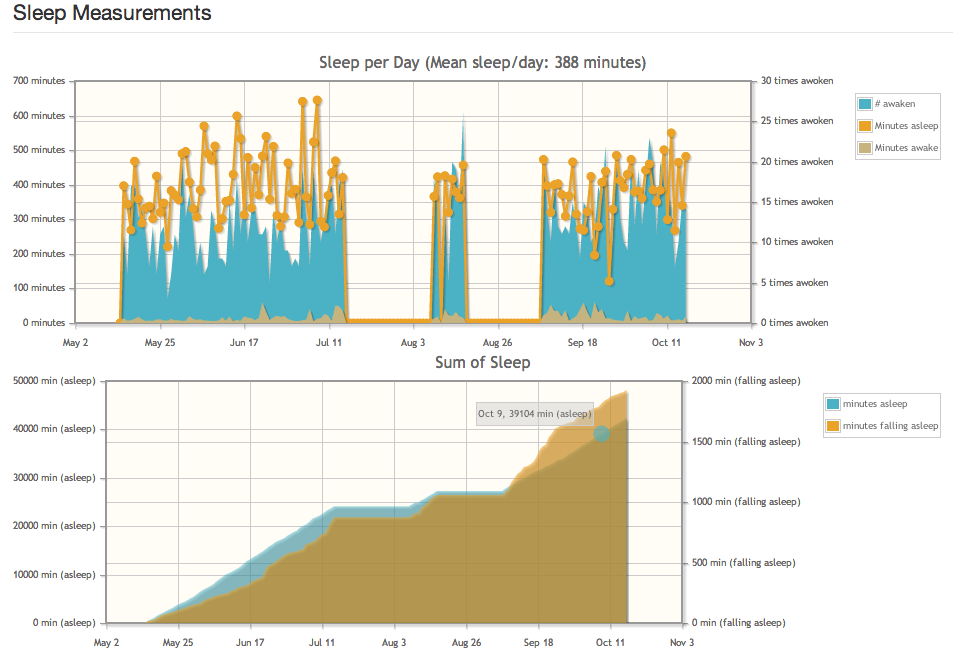 Sleep Measurements
Sleep per Day (Mean sleep/day: 388 minutes)
700 minutes
600 minutes
500 minutes
400 minutes
300 minutes
200 minutes
100 minutes
0 minutes
30 times awoken
25 times awoken
20 times awoken
15 times awoken
10 times awoken
5 times awoken
0 times awoken
# awaken
Minutes asleep
Minutes awake
May 2 May 25 Jun 17 Jul 11 Aug 3 Aug 26 Sep 18 Oct 11 Nov 3
Sum of Sleep
50000 min (asleep)
40000 min (asleep)
30000 min (asleep)
20000 min (asleep)
10000 min (asleep)
0 min (asleep)
Oct 9, 39104 min (asleep)
2000 min (falling asleep)
1500 min (falling asleep)
1000 min (falling asleep)
500 min (falling asleep)
0 min (falling asleep)
minutes asleep
minutes falling asleep
May 2 May 25 Jun 17 Jul 11 Aug 3 Aug 26 Sep 18 Oct 11 Nov 3